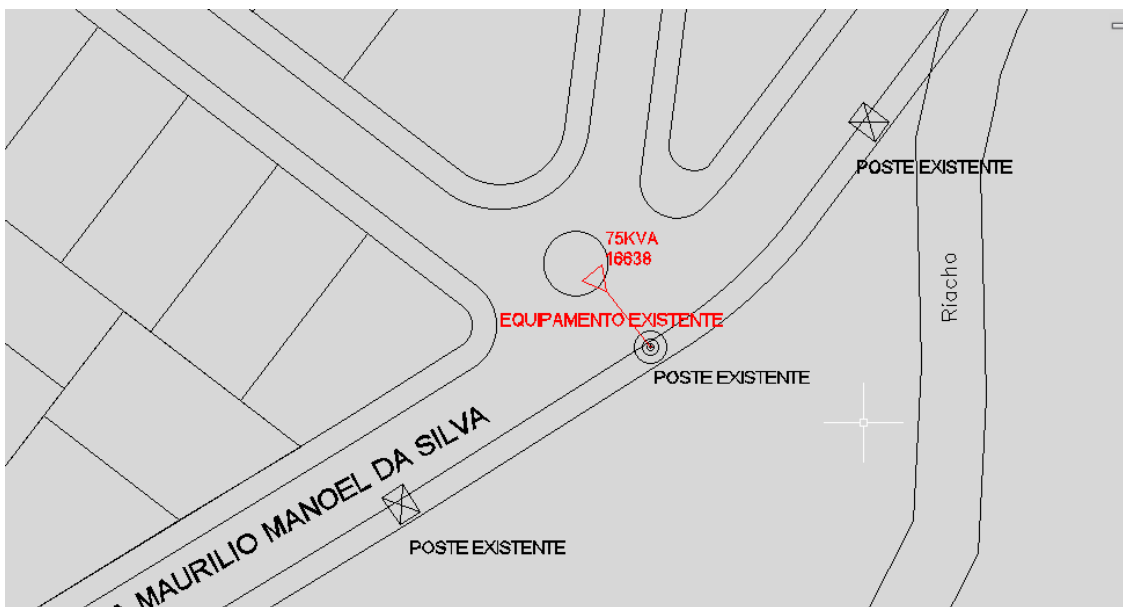 POSTE EXISTENTE
75KVA
16638
Riacho
EQUIPAMENTO EXISTENTE
POSTE EXISTENTE
MAURILIO MANOEL DA SILVA
POSTE EXISTENTE